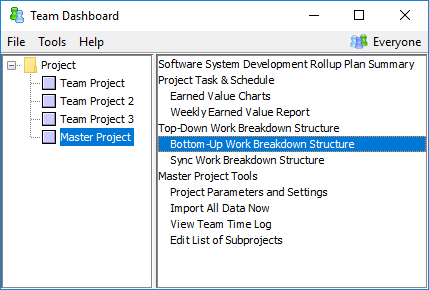 Team Dashboard
File Tools Help Everyone
Project
Team Project
Team Project 2
Team Project 3
Master Project
Software System Development Rollup Plan Summary
Project Task & Schedule
Earned Value Charts
Weekly Earned Value Report
Top-Down Work Breakdown Structure
Bottom-Up Work Breakdown Structure
Sync Work Breakdown Structure
Master Project Tools
Project Parameters and Settings
Import All Data Now
View Team Time Log
Edit List of Subprojects